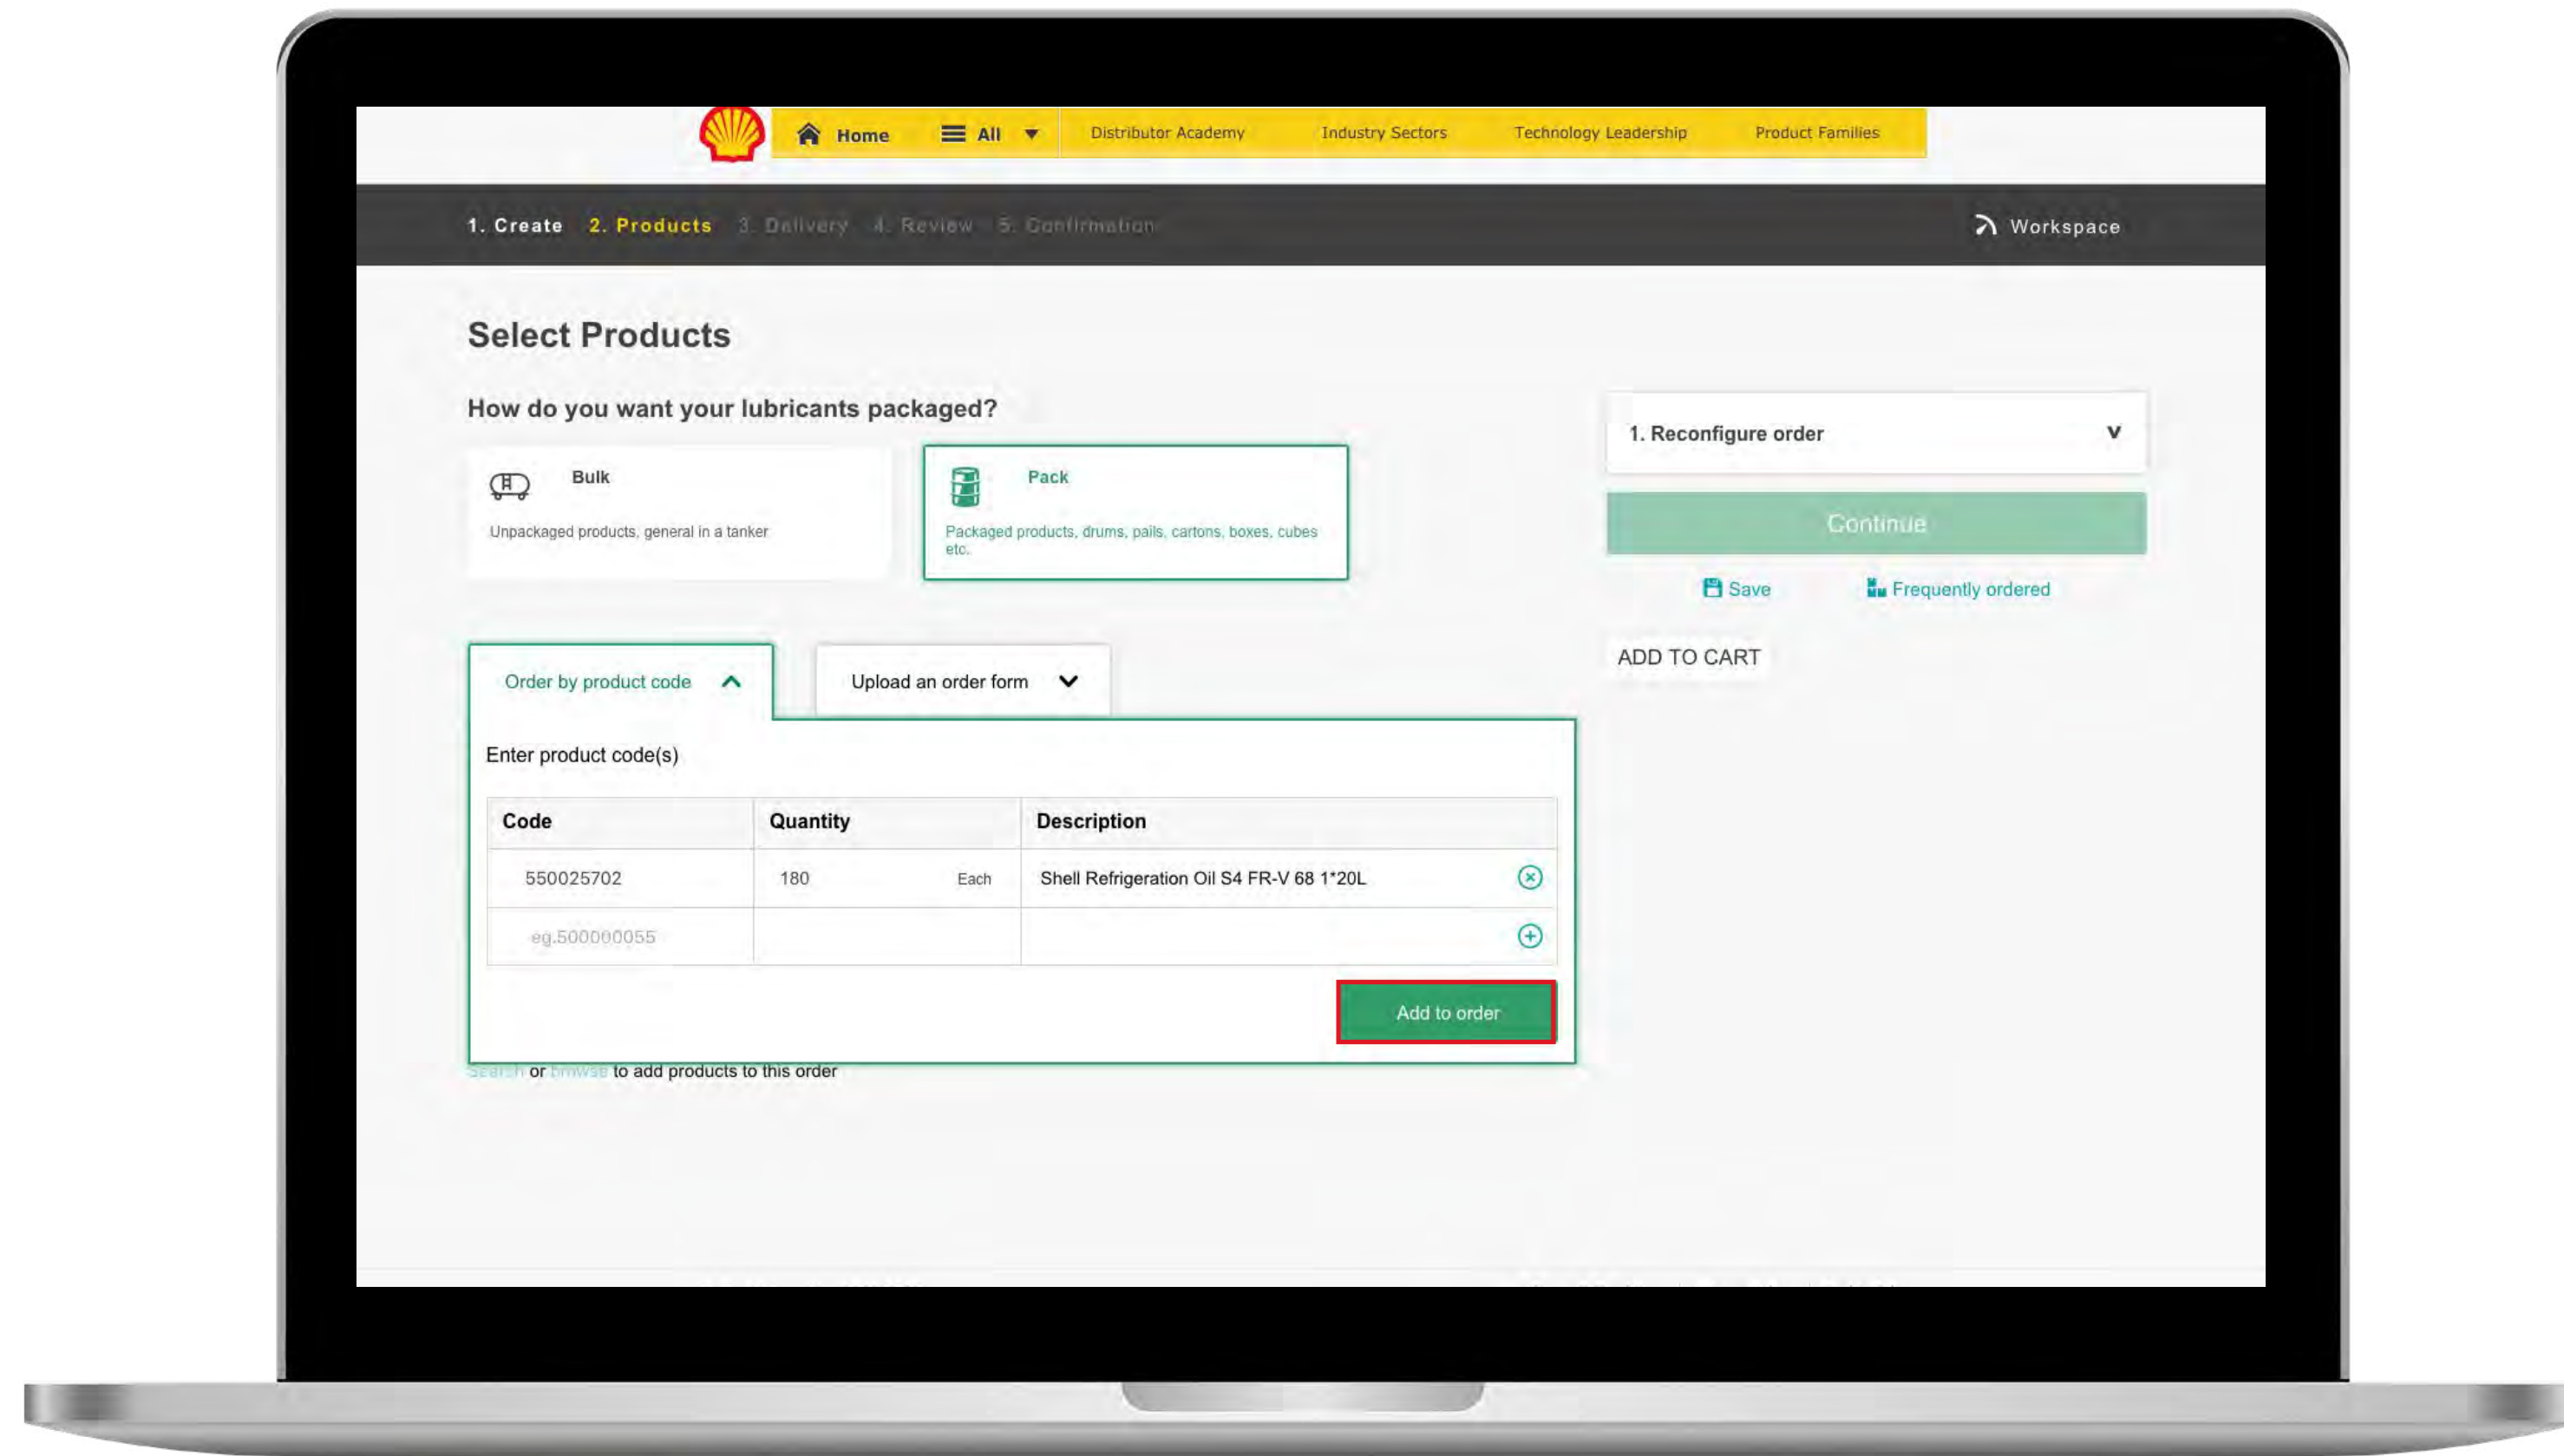 Home All Distributor Academy Industry Sectors Technology Leadership Product Families
1. Create 2. Products 3. Delivery 4. Review 5. Confirmation Workspace
Select Products
How do you want your lubricants packaged?
Bulk
Unpackaged products, general in a tanker
Pack
Packaged products, drums, pails, cartons, boxes, cubes
etc.
1. Reconfigure order
Continue
Save Frequently ordered
ADD TO CART
Order by product code Upload an order form
Enter product code(s)
Code Quantity Description
550025702 180 Each Shell Refrigeration Oil S4 FR-V 68 1*20L
eg.500000055
Add to order
Search or browse to add products to this order